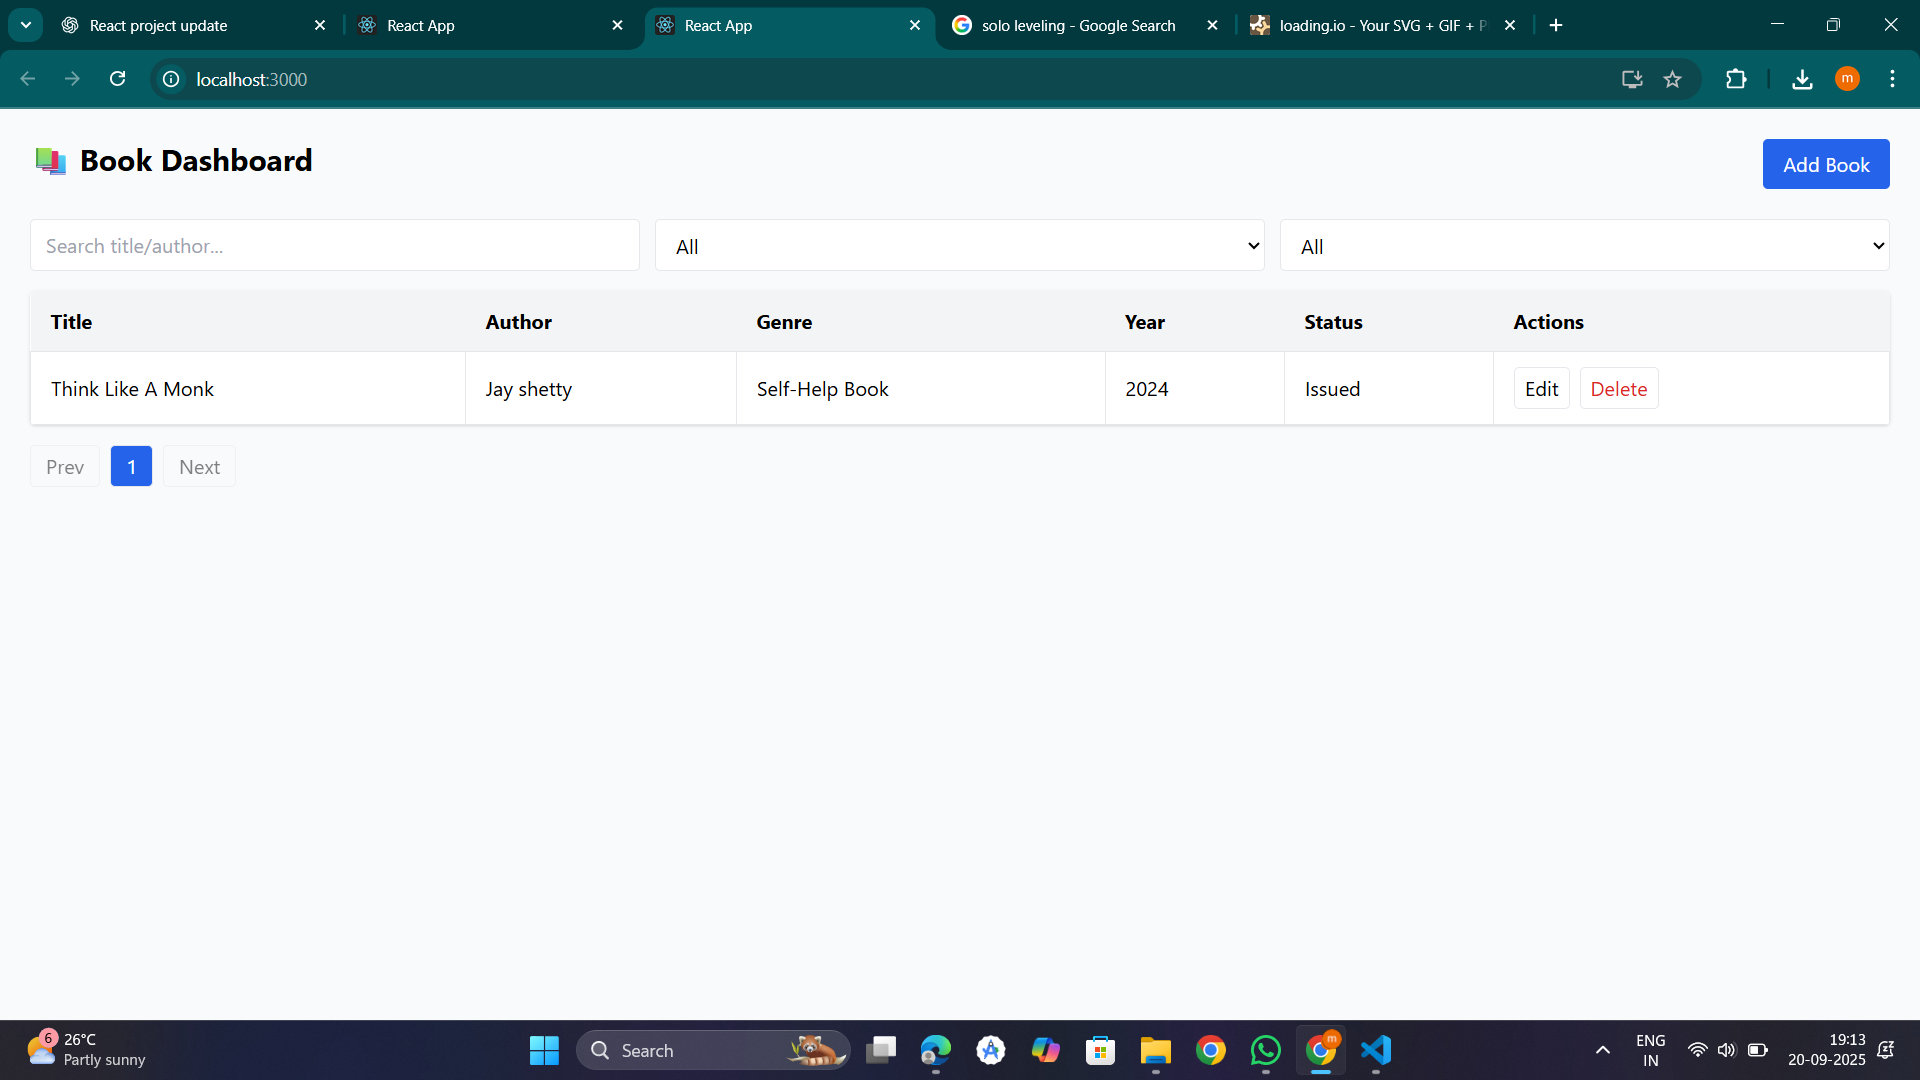 React project update
React App
React App
solo leveling - Google Search
loading.io - Your SVG + GIF + P
localhost:3000
m
Book Dashboard
Add Book
Search title/author...
All
All
Title Author Genre Year Status Actions
Think Like A Monk Jay shetty Self-Help Book 2024 Issued Edit Delete
Prev 1 Next
6
26°C
Partly sunny
Search
m
ENG
IN
19:13
20-09-2025